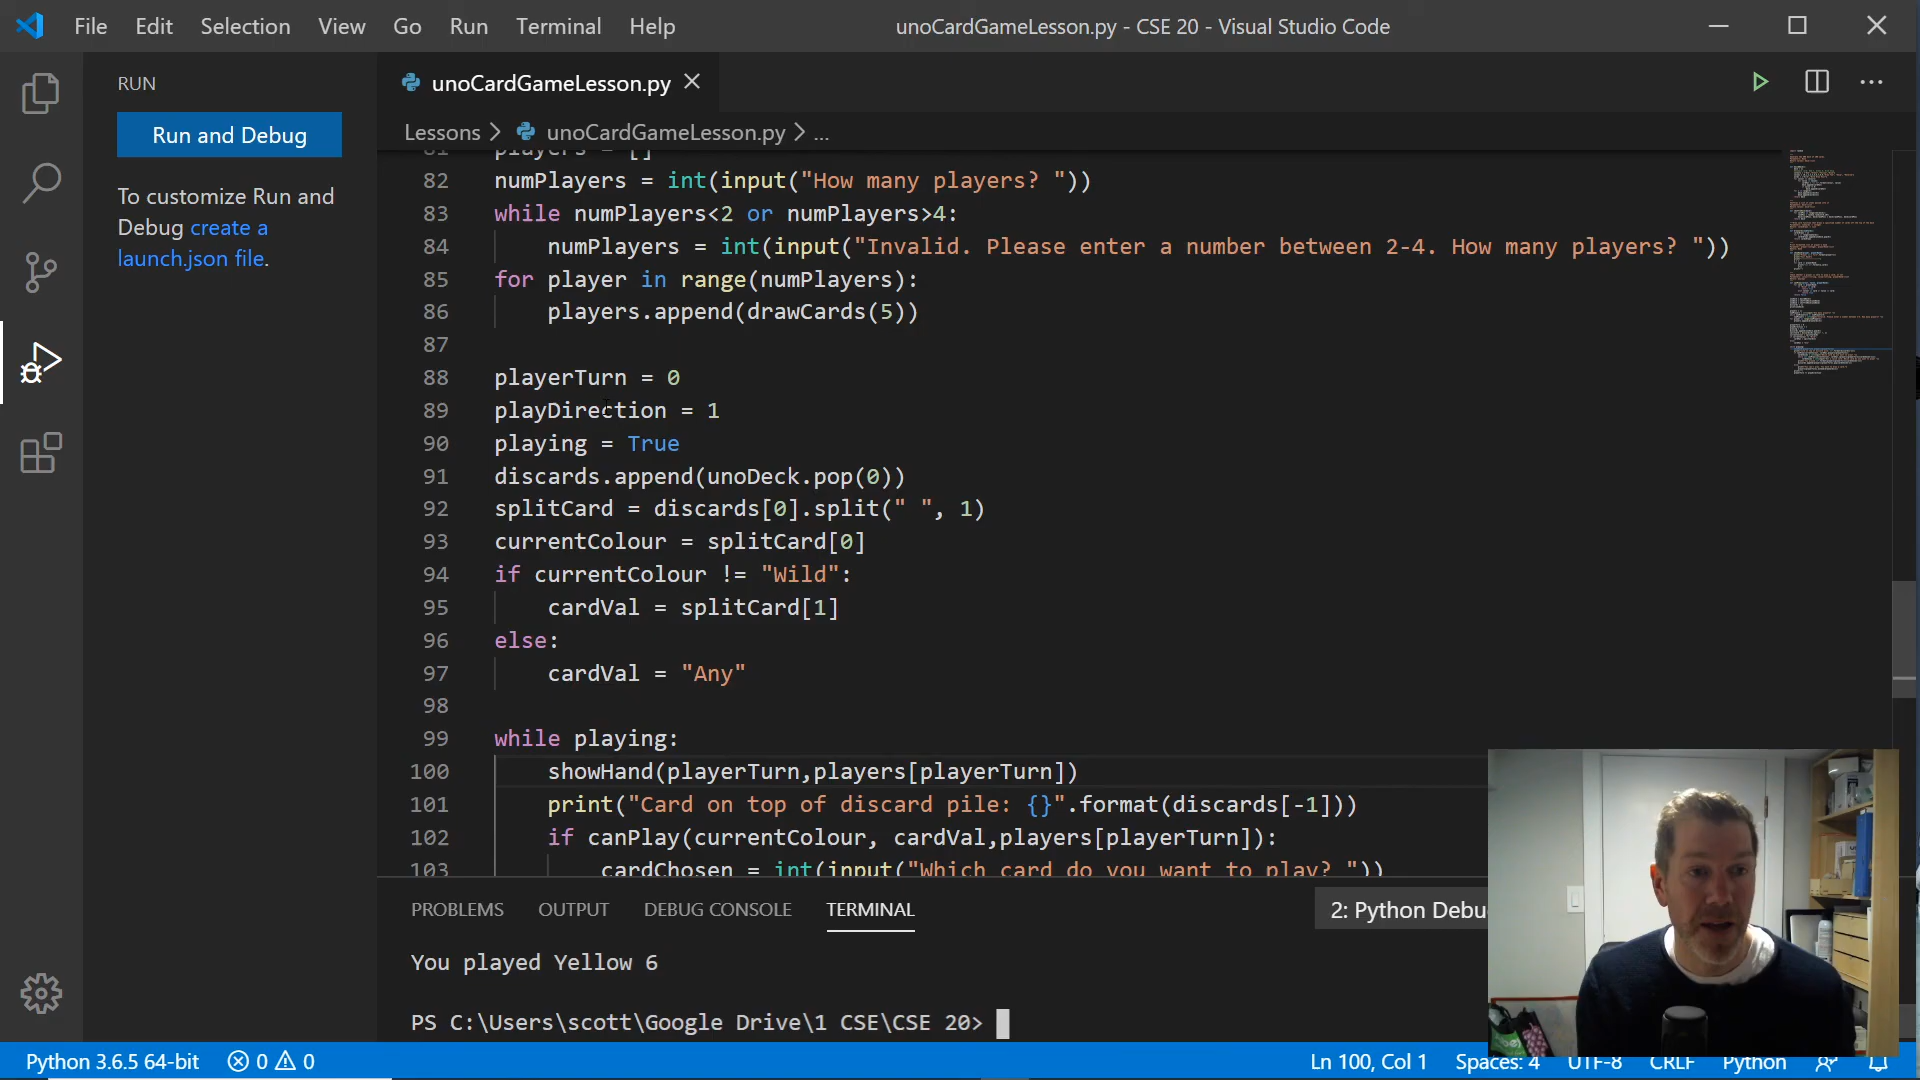 File Edit Selection View Go Run Terminal Help
unoCardGameLesson.py - CSE 20 - Visual Studio Code
RUN
Run and Debug
To customize Run and
Debug create a
launch.json file.
unoCardGameLesson.py
Lessons > unoCardGameLesson.py > ...
81 players = []
82 numPlayers = int(input("How many players? "))
83 while numPlayers<2 or numPlayers>4:
84     numPlayers = int(input("Invalid. Please enter a number between 2-4. How many players? "))
85 for player in range(numPlayers):
86     players.append(drawCards(5))
87
88 playerTurn = 0
89 playDirection = 1
90 playing = True
91 discards.append(unoDeck.pop(0))
92 splitCard = discards[0].split(" ", 1)
93 currentColour = splitCard[0]
94 if currentColour != "Wild":
95     cardVal = splitCard[1]
96 else:
97     cardVal = "Any"
98
99 while playing:
100     showHand(playerTurn,players[playerTurn])
101     print("Card on top of discard pile: {}".format(discards[-1]))
102     if canPlay(currentColour, cardVal,players[playerTurn]):
103         cardChosen = int(input("Which card do you want to play? "))
PROBLEMS OUTPUT DEBUG CONSOLE TERMINAL
2: Python Debu
You played Yellow 6
PS C:\Users\scott\Google Drive\1 CSE\CSE 20>
Python 3.6.5 64-bit 0 0
Ln 100, Col 1 Spaces: 4 UTF-8 CRLF Python